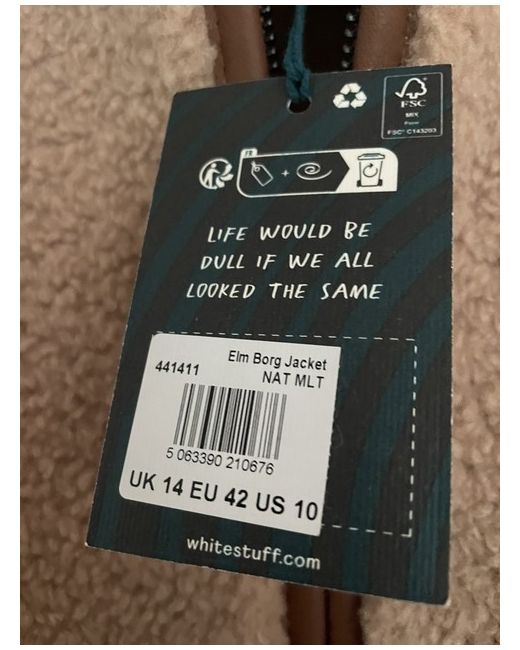 FSC
MIX
Paper
FSC® C143203
FR
+
LIFE WOULD BE
DULL IF WE ALL
LOOKED THE SAME
Elm Borg Jacket
441411 NAT MLT
5 063390 210676
UK 14 EU 42 US 10
whitestuff.com